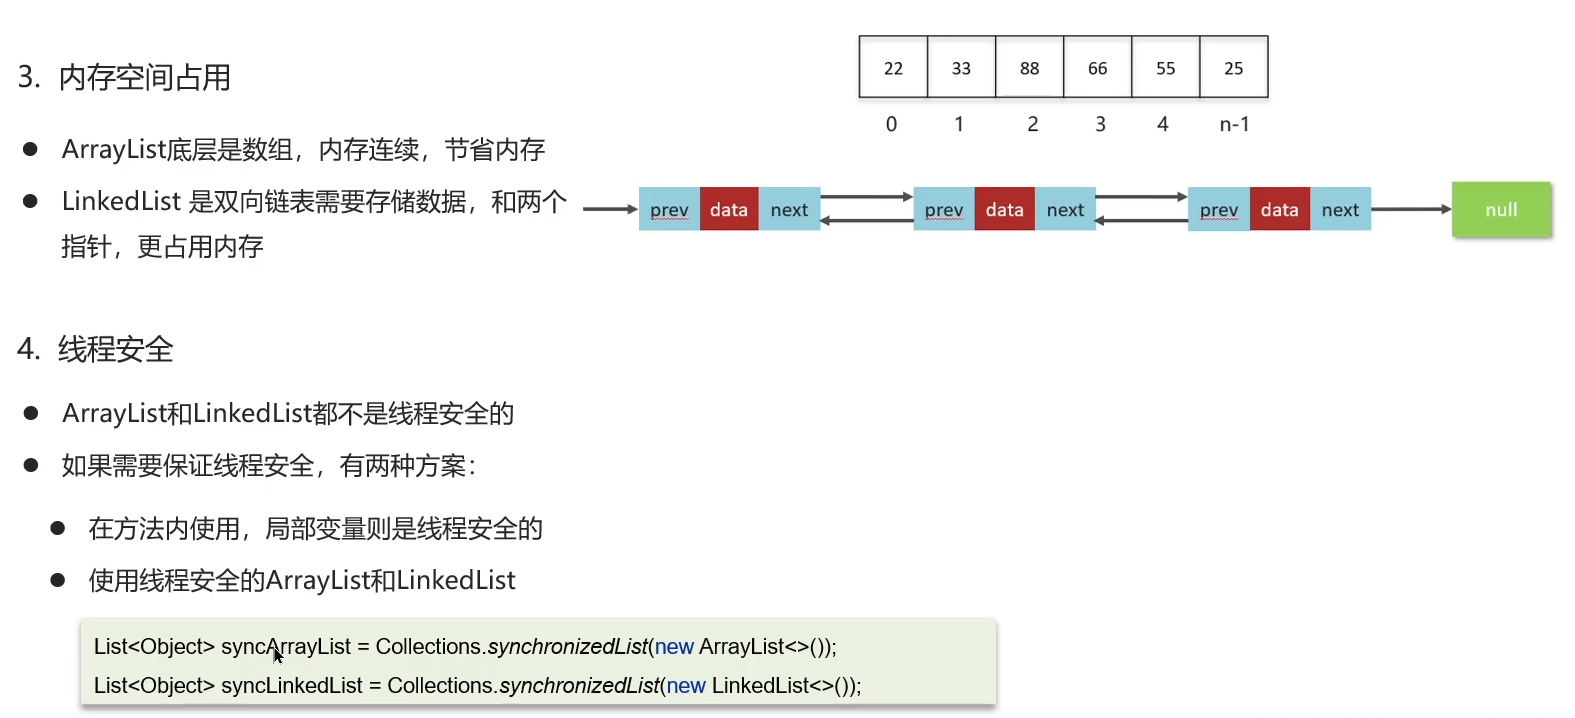 3. 内存空间占用
22 33 88 66 55 25
0 1 2 3 4 n-1
● ArrayList底层是数组，内存连续，节省内存
● LinkedList 是双向链表需要存储数据，和两个
指针，更占用内存
prev data next prev data next prev data next null
4. 线程安全
● ArrayList和LinkedList都不是线程安全的
● 如果需要保证线程安全，有两种方案：
● 在方法内使用，局部变量则是线程安全的
● 使用线程安全的ArrayList和LinkedList
List<Object> syncArrayList = Collections.synchronizedList(new ArrayList<>());
List<Object> syncLinkedList = Collections.synchronizedList(new LinkedList<>());